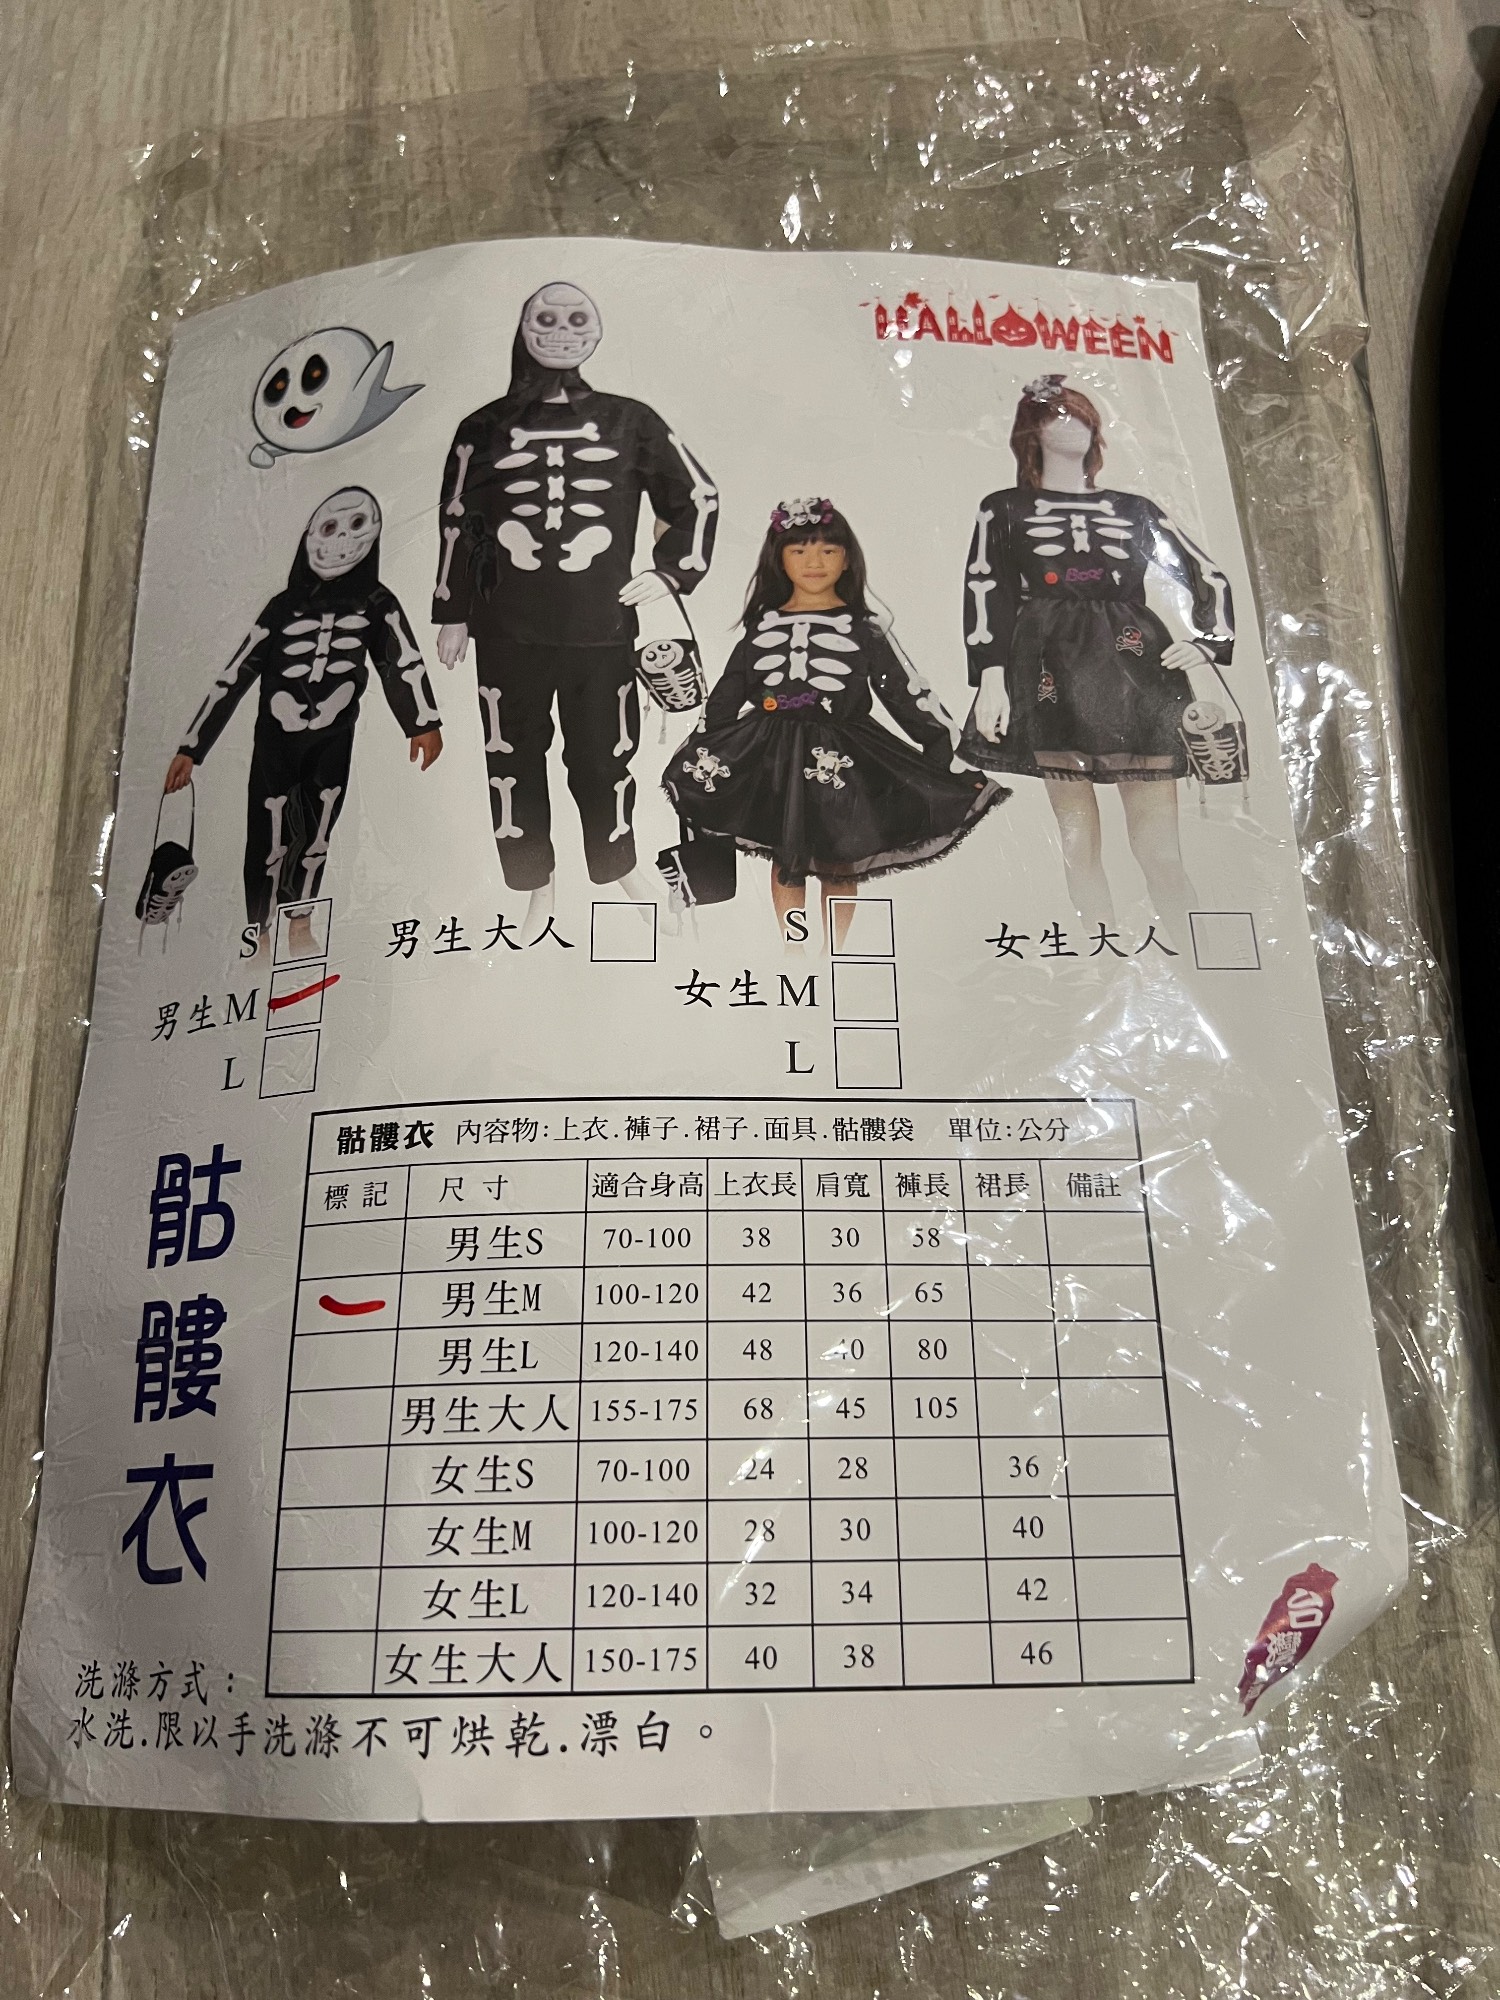 HALLOWEEN
Boo!
Boo!
S
男生大人
S
女生大人
男生M
女生M
L
L
骷髏衣
骷髏衣 內容物:上衣.褲子.裙子.面具.骷髏袋 單位:公分
標記 尺寸 適合身高 上衣長 肩寬 褲長 裙長 備註
男生S 70-100 38 30 58
男生M 100-120 42 36 65
男生L 120-140 48 40 80
男生大人 155-175 68 45 105
女生S 70-100 24 28 36
女生M 100-120 28 30 40
女生L 120-140 32 34 42
女生大人 150-175 40 38 46
台灣
洗滌方式：
水洗.限以手洗滌不可烘乾.漂白。